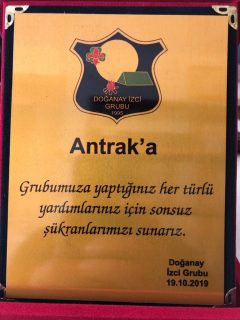 DOĞANAY İZCİ
GRUBU
1995
Antrak'a
Grubumuza yaptığınız her türlü
yardımlarınız için sonsuz
şükranlarımızı sunarız.
Doğanay
İzci Grubu
19.10.2019